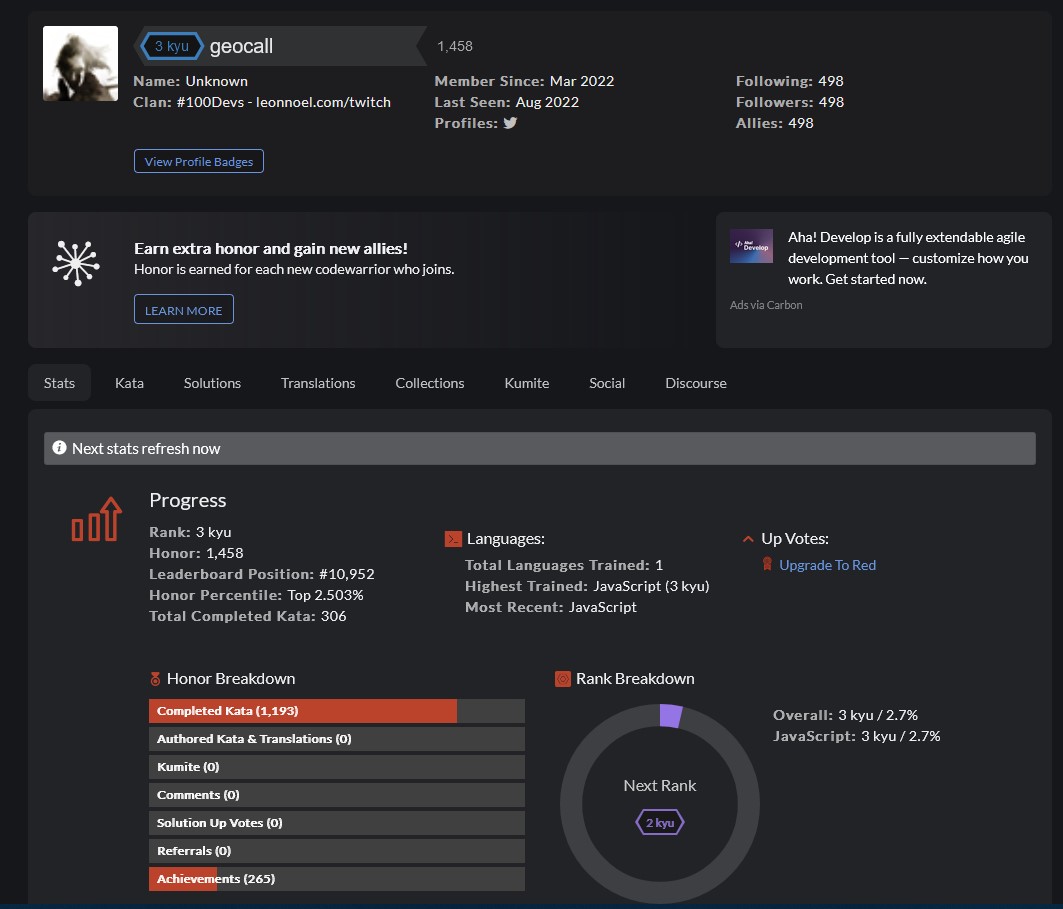 3 kyu geocall 1,458
Name: Unknown
Clan: #100Devs - leonnoel.com/twitch
Member Since: Mar 2022
Last Seen: Aug 2022
Profiles:
Following: 498
Followers: 498
Allies: 498
View Profile Badges
Earn extra honor and gain new allies!
Honor is earned for each new codewarrior who joins.
LEARN MORE
</> Aha!
Develop
Aha! Develop is a fully extendable agile
development tool — customize how you
work. Get started now.
Ads via Carbon
Stats Kata Solutions Translations Collections Kumite Social Discourse
Next stats refresh now
Progress
Rank: 3 kyu
Honor: 1,458
Leaderboard Position: #10,952
Honor Percentile: Top 2.503%
Total Completed Kata: 306
Languages:
Total Languages Trained: 1
Highest Trained: JavaScript (3 kyu)
Most Recent: JavaScript
Up Votes:
Upgrade To Red
Honor Breakdown
Completed Kata (1,193)
Authored Kata & Translations (0)
Kumite (0)
Comments (0)
Solution Up Votes (0)
Referrals (0)
Achievements (265)
Rank Breakdown
Next Rank
2 kyu
Overall: 3 kyu / 2.7%
JavaScript: 3 kyu / 2.7%